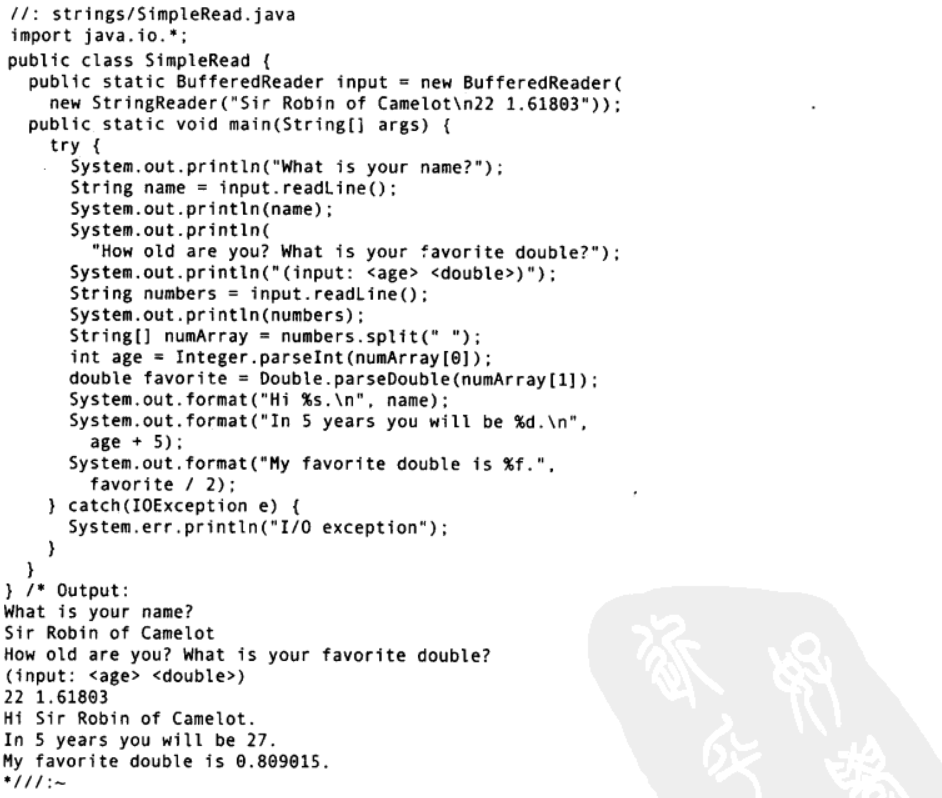 //: strings/SimpleRead.java
import java.io.*;
public class SimpleRead {
  public static BufferedReader input = new BufferedReader(
    new StringReader("Sir Robin of Camelot\n22 1.61803"));
  public static void main(String[] args) {
    try {
      System.out.println("What is your name?");
      String name = input.readLine();
      System.out.println(name);
      System.out.println(
        "How old are you? What is your favorite double?");
      System.out.println("(input: <age> <double>)");
      String numbers = input.readLine();
      System.out.println(numbers);
      String[] numArray = numbers.split(" ");
      int age = Integer.parseInt(numArray[0]);
      double favorite = Double.parseDouble(numArray[1]);
      System.out.format("Hi %s.\n", name);
      System.out.format("In 5 years you will be %d.\n",
        age + 5);
      System.out.format("My favorite double is %f.",
        favorite / 2);
    } catch(IOException e) {
      System.err.println("I/O exception");
    }
  }
} /* Output:
What is your name?
Sir Robin of Camelot
How old are you? What is your favorite double?
(input: <age> <double>)
22 1.61803
Hi Sir Robin of Camelot.
In 5 years you will be 27.
My favorite double is 0.809015.
*///:~